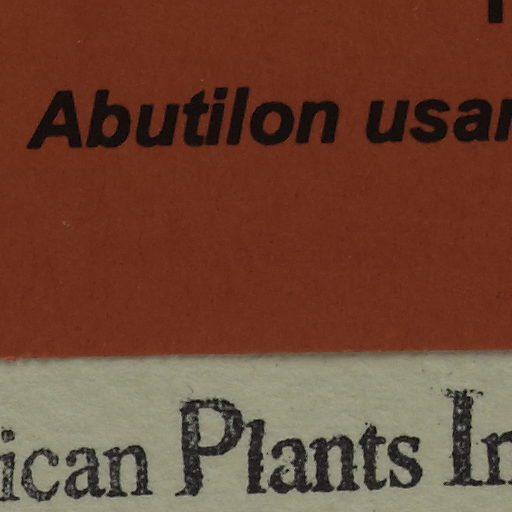 Abutilon usar
ican Plants In